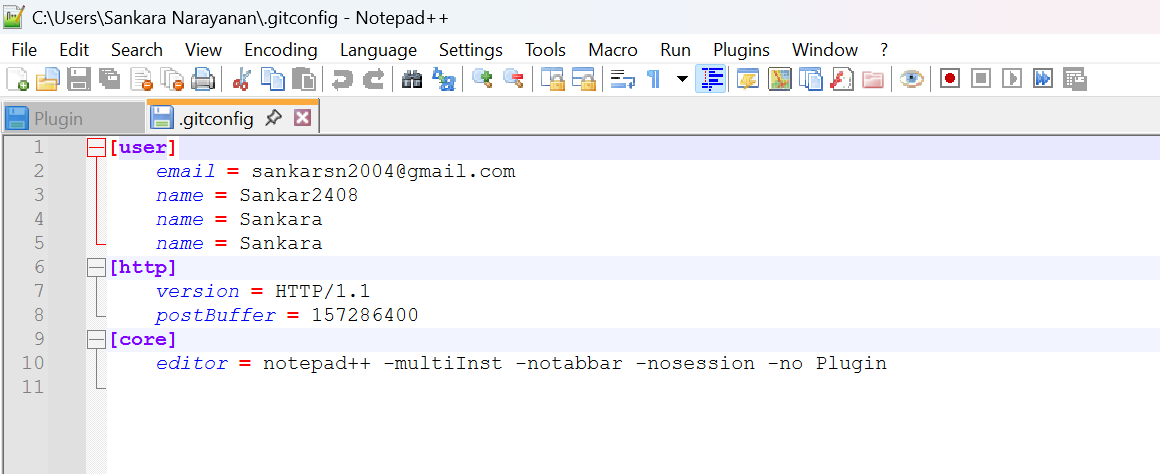 C:\Users\Sankara Narayanan\.gitconfig - Notepad++
File Edit Search View Encoding Language Settings Tools Macro Run Plugins Window ?
Plugin .gitconfig
1 [user]
2 email = sankarsn2004@gmail.com
3 name = Sankar2408
4 name = Sankara
5 name = Sankara
6 [http]
7 version = HTTP/1.1
8 postBuffer = 157286400
9 [core]
10 editor = notepad++ -multiInst -notabbar -nosession -no Plugin
11